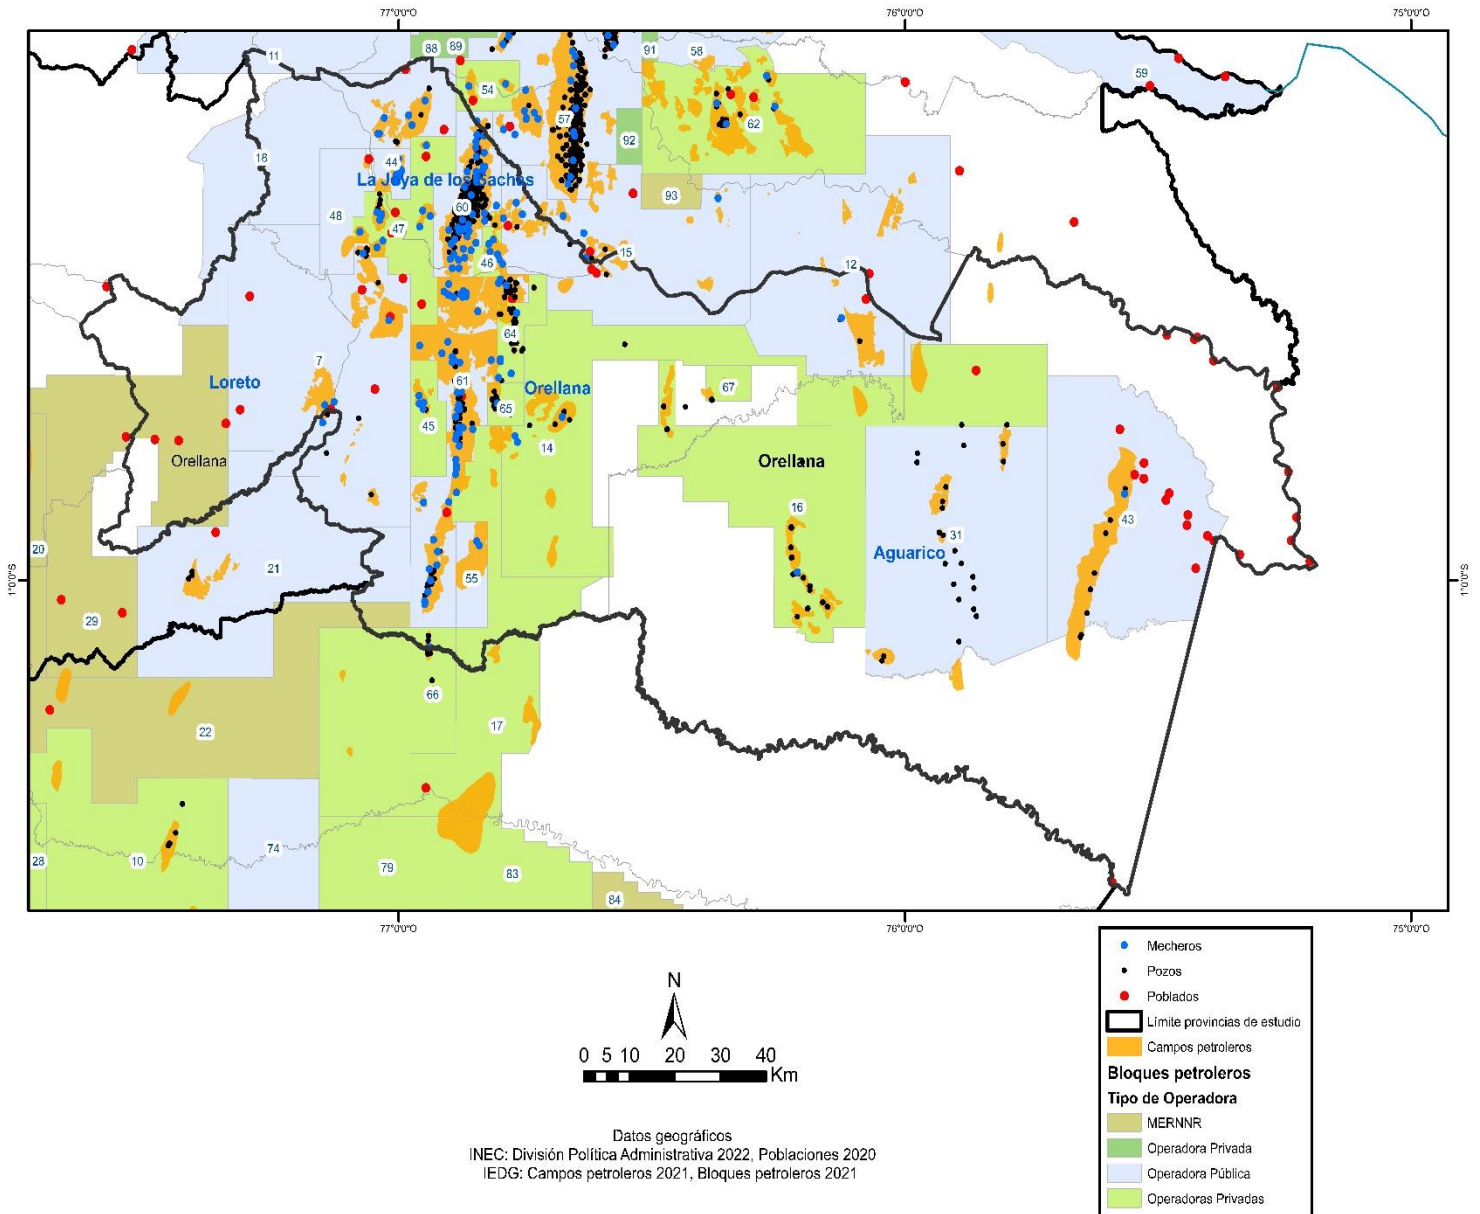 77°0'0"O 76°0'0"O 75°0'0"O
88 89 91 58
11 59
54
57 62
92
18 44
La Joya de los Sachas
93
48 60
47
15
46 12
64
7
Loreto Orellana 67
61
65
45
14
Orellana Orellana
16
43
31
20 Aguarico
21 55
1°0'0"S 1°0'0"S
29
66
17
22
74
28 10 79 83
84
77°0'0"O 76°0'0"O 75°0'0"O
N
0 5 10 20 30 40
Km
Datos geográficos
INEC: División Política Administrativa 2022, Poblaciones 2020
IEDG: Campos petroleros 2021, Bloques petroleros 2021
Mecheros
Pozos
Poblados
Límite provincias de estudio
Campos petroleros
Bloques petroleros
Tipo de Operadora
MERNNR
Operadora Privada
Operadora Pública
Operadoras Privadas